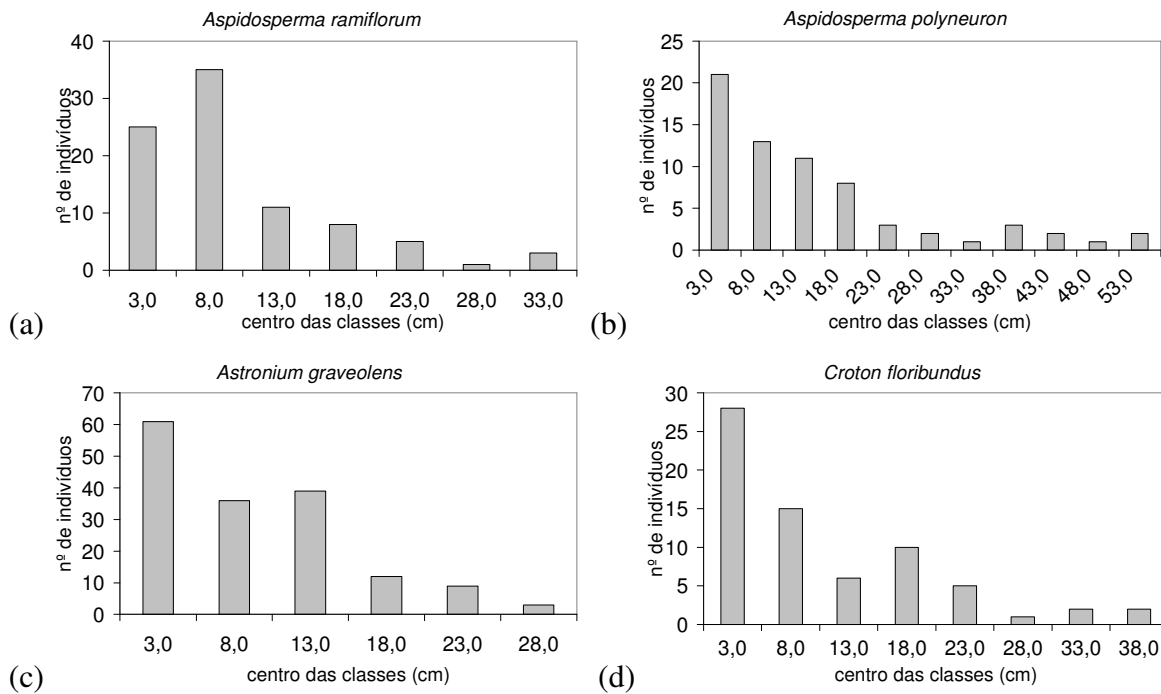 Aspidosperma ramiflorum
40
30
20
10
0
nº de indivíduos
3,0 8,0 13,0 18,0 23,0 28,0 33,0
centro das classes (cm)
(a)
Aspidosperma polyneuron
25
20
15
10
5
0
nº de indivíduos
3,0 8,0 13,0 18,0 23,0 28,0 33,0 38,0 43,0 48,0 53,0
centro das classes (cm)
(b)
Astronium graveolens
70
60
50
40
30
20
10
0
nº de indivíduos
3,0 8,0 13,0 18,0 23,0 28,0
centro das classes (cm)
(c)
Croton floribundus
30
25
20
15
10
5
0
nº de indivíduos
3,0 8,0 13,0 18,0 23,0 28,0 33,0 38,0
centro das classes (cm)
(d)